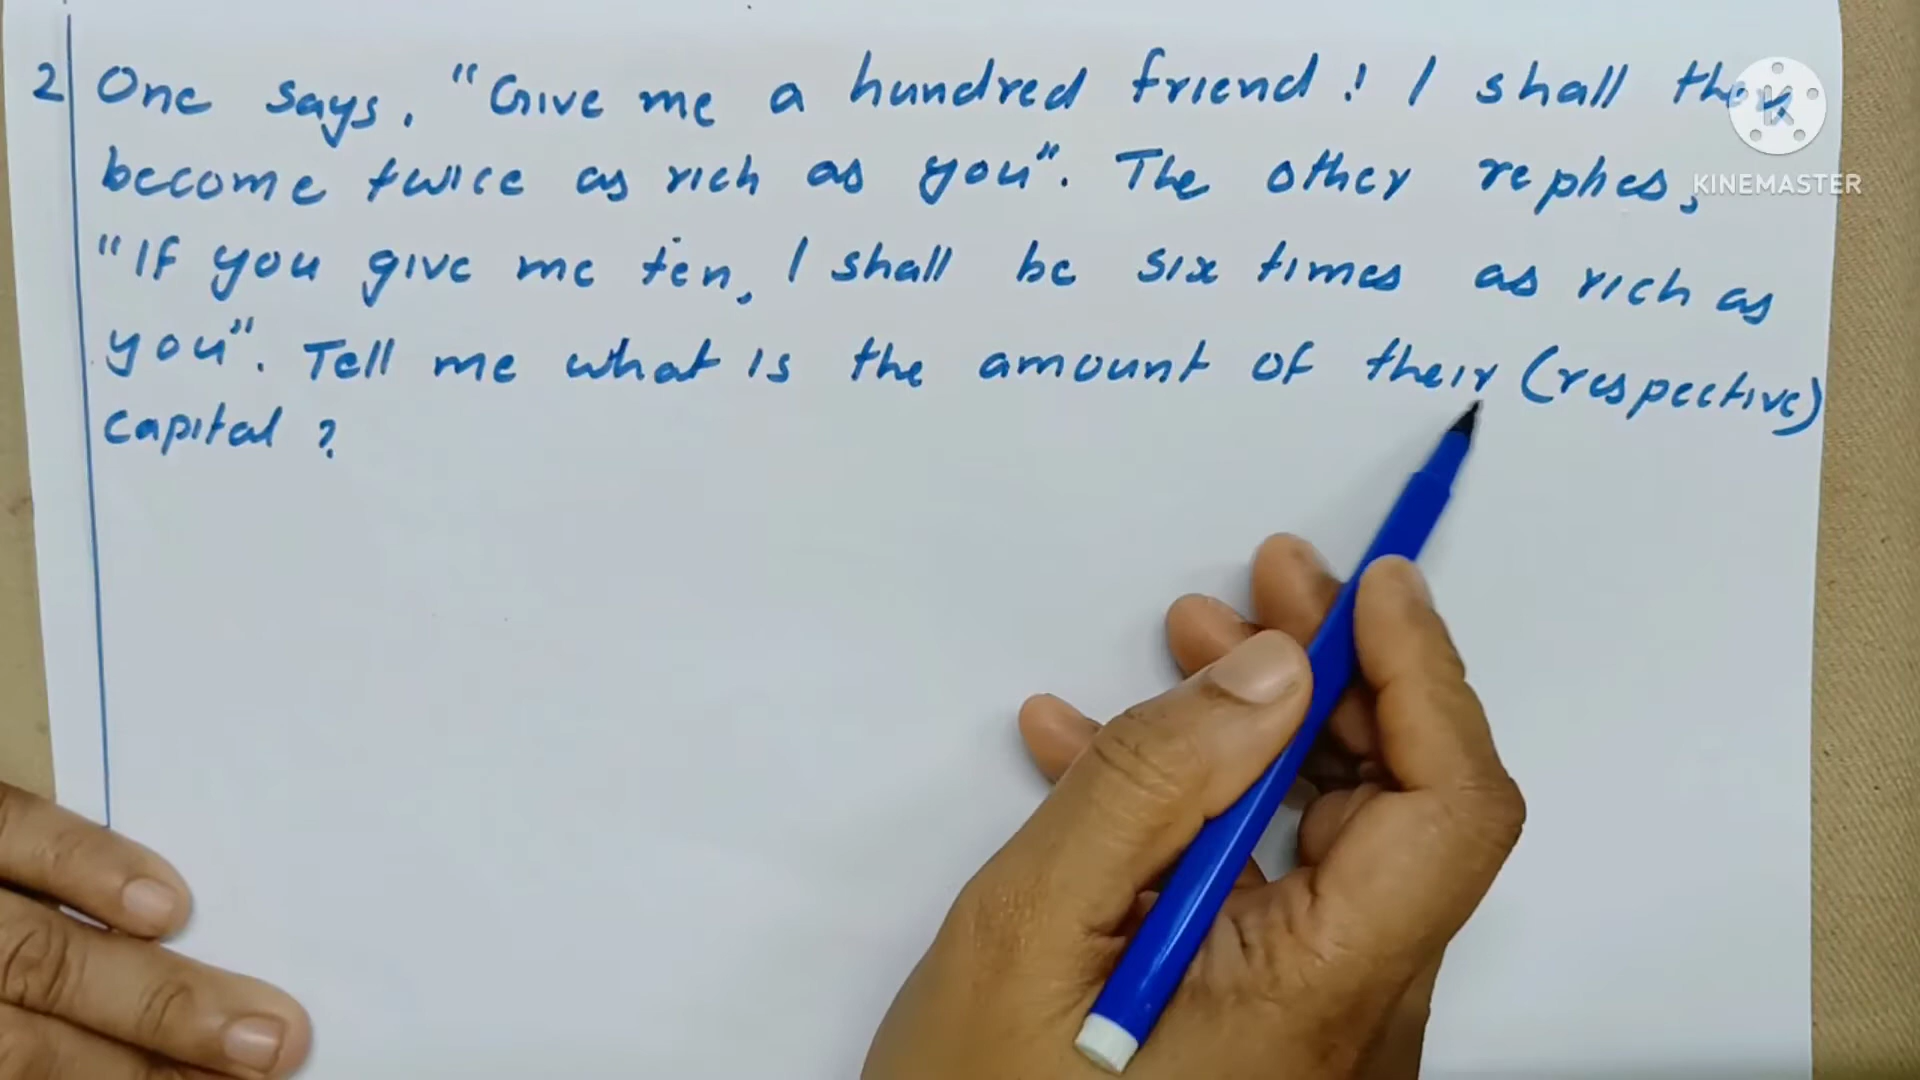 2 One says, "Give me a hundred friend! I shall then
become twice as rich as you". The other replies,
"If you give me ten, I shall be six times as rich as
you". Tell me what is the amount of their (respective)
capital?
KINEMASTER